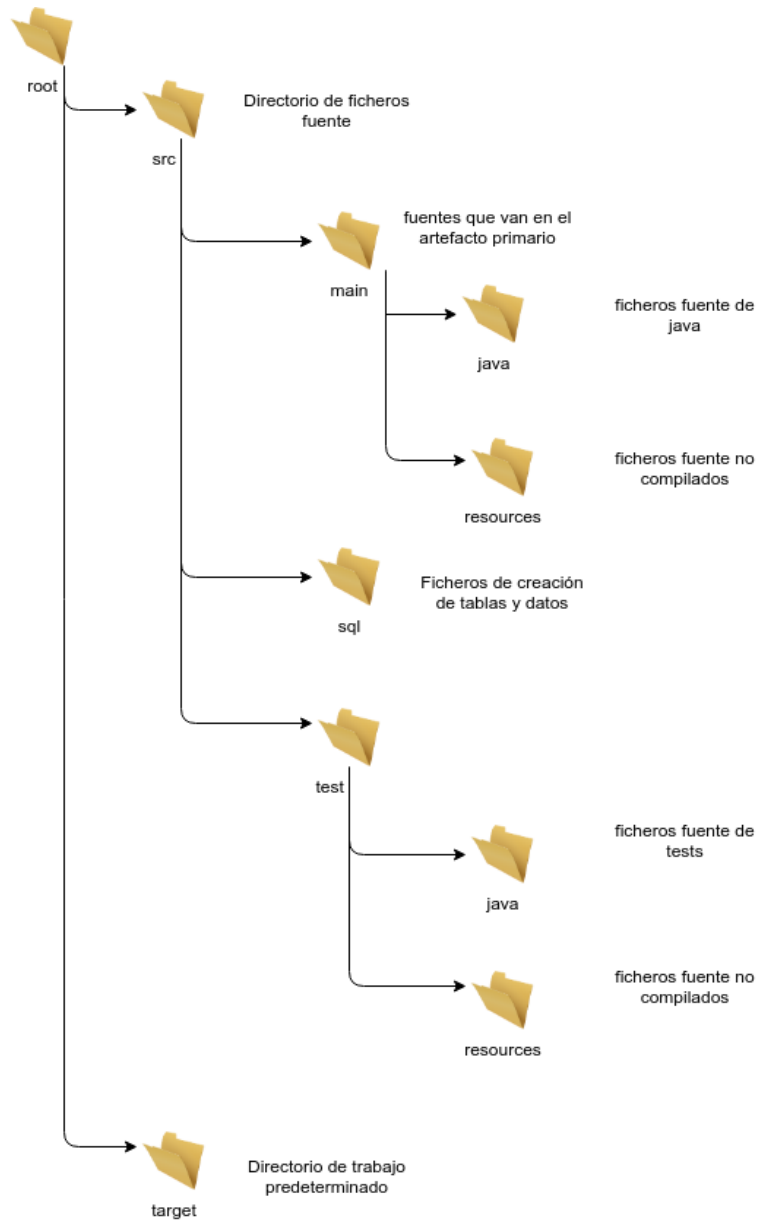 root
Directorio de ficheros
fuente
src
fuentes que van en el
artefacto primario
main
ficheros fuente de
java
java
ficheros fuente no
compilados
resources
Ficheros de creación
de tablas y datos
sql
test
ficheros fuente de
tests
java
ficheros fuente no
compilados
resources
Directorio de trabajo
predeterminado
target